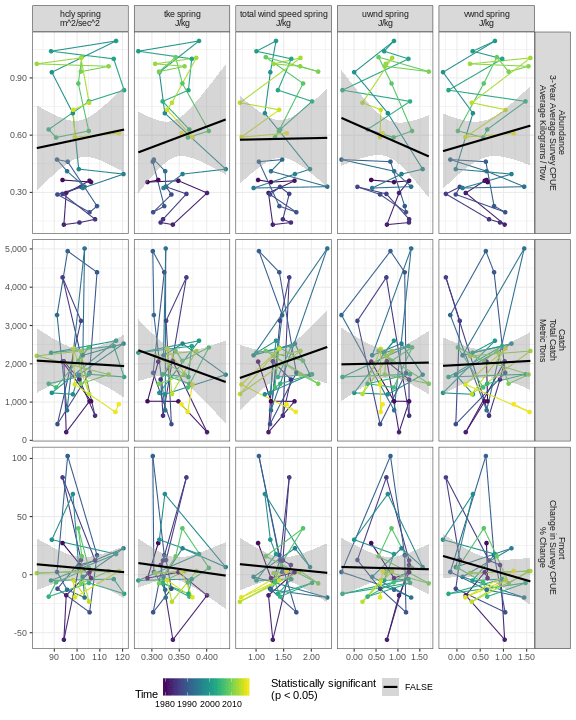 hdly spring
m^2/sec^2
tke spring
J/kg
total wind speed spring
J/kg
uwnd spring
J/kg
vwnd spring
J/kg
0.90
0.60
0.30
Abundance
3-Year Average Survey CPUE
Average Kilograms / Tow
5,000
4,000
3,000
2,000
1,000
0
Catch
Total Catch
Metric Tons
100
50
0
-50
Fmort
Change in Survey CPUE
% Change
90 100 110 120
0.300 0.350 0.400
1.00 1.50 2.00
0.00 0.50 1.00 1.50
0.00 0.50 1.00 1.50
Time
1980 1990 2000 2010
Statistically significant
(p < 0.05)
FALSE